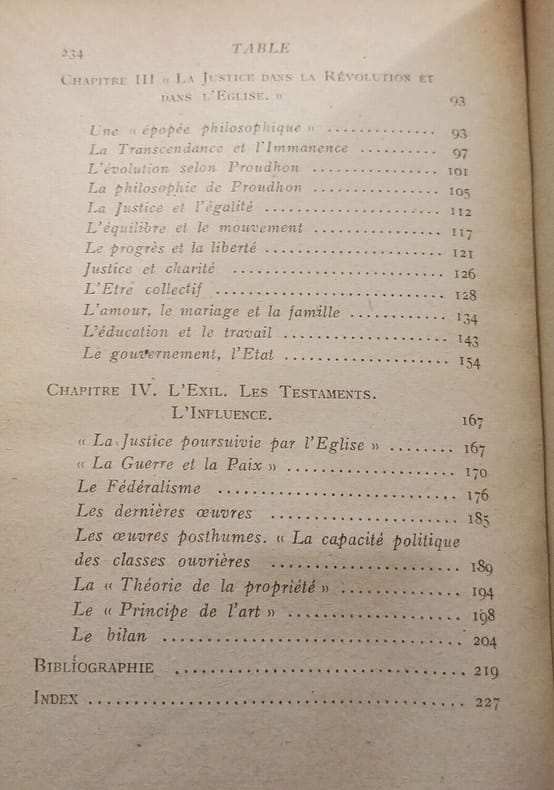 234 TABLE
CHAPITRE III « LA JUSTICE DANS LA RÉVOLUTION ET
DANS L'EGLISE. » 93
Une « épopée philosophique » .............. 93
La Transcendance et l'Immanence .......... 97
L'évolution selon Proudhon ................ 101
La philosophie de Proudhon ................ 105
La Justice et l'égalité ...................... 112
L'équilibre et le mouvement ................ 117
Le progrès et la liberté ...................... 121
Justice et charité .......................... 126
L'Etre collectif ............................ 128
L'amour, le mariage et la famille ............ 134
L'éducation et le travail .................... 143
Le gouvernement, l'Etat .................... 154
CHAPITRE IV. L'EXIL. LES TESTAMENTS.
L'INFLUENCE. 167
« La Justice poursuivie par l'Eglise » ........ 167
« La Guerre et la Paix » .................... 170
Le Fédéralisme ............................ 176
Les dernières œuvres ...................... 185
Les œuvres posthumes. « La capacité politique
des classes ouvrières ...................... 189
La « Théorie de la propriété » .............. 194
Le « Principe de l'art » .................... 198
Le bilan .................................. 204
BIBLIOGRAPHIE ............................ 219
INDEX .................................... 227